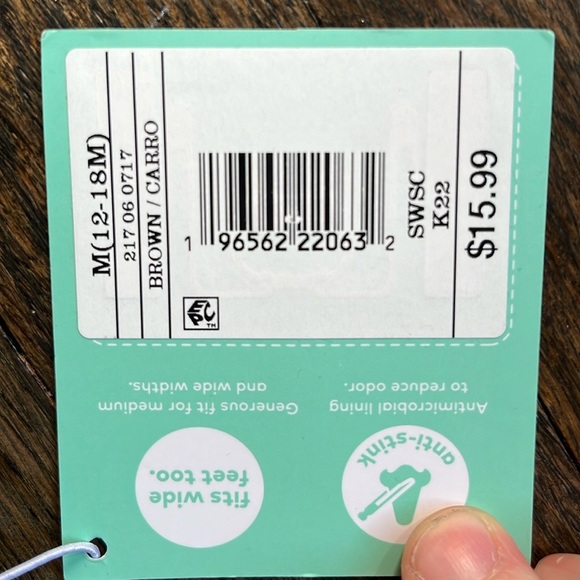 M(12-18M)
217 06 0717
BROWN / CARRO
1 96562 22063 2
EPC™
SWSC
K22
$15.99
Generous fit for medium
and wide widths.
Antimicrobial lining
to reduce odor.
fits wide
feet too.
anti-stink